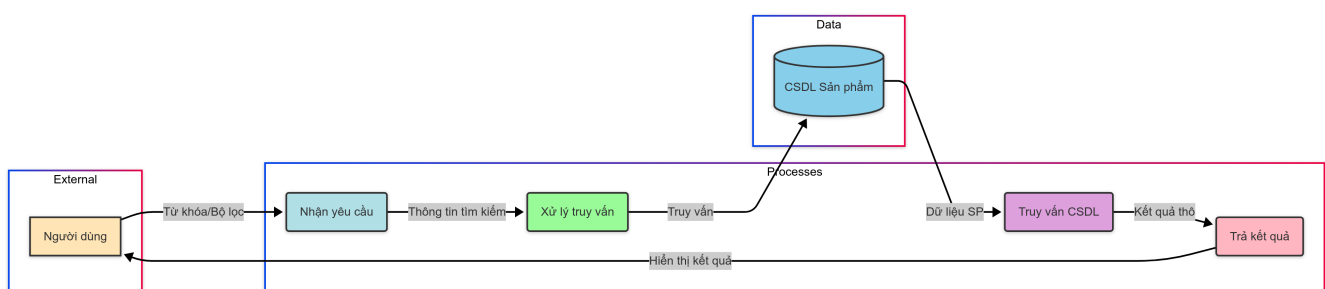 Data
CSDL Sản phẩm
External
Processes
Người dùng
Từ khóa/Bộ lọc
Nhận yêu cầu
Thông tin tìm kiếm
Xử lý truy vấn
Truy vấn
Dữ liệu SP
Truy vấn CSDL
Kết quả thô
Trả kết quả
Hiển thị kết quả